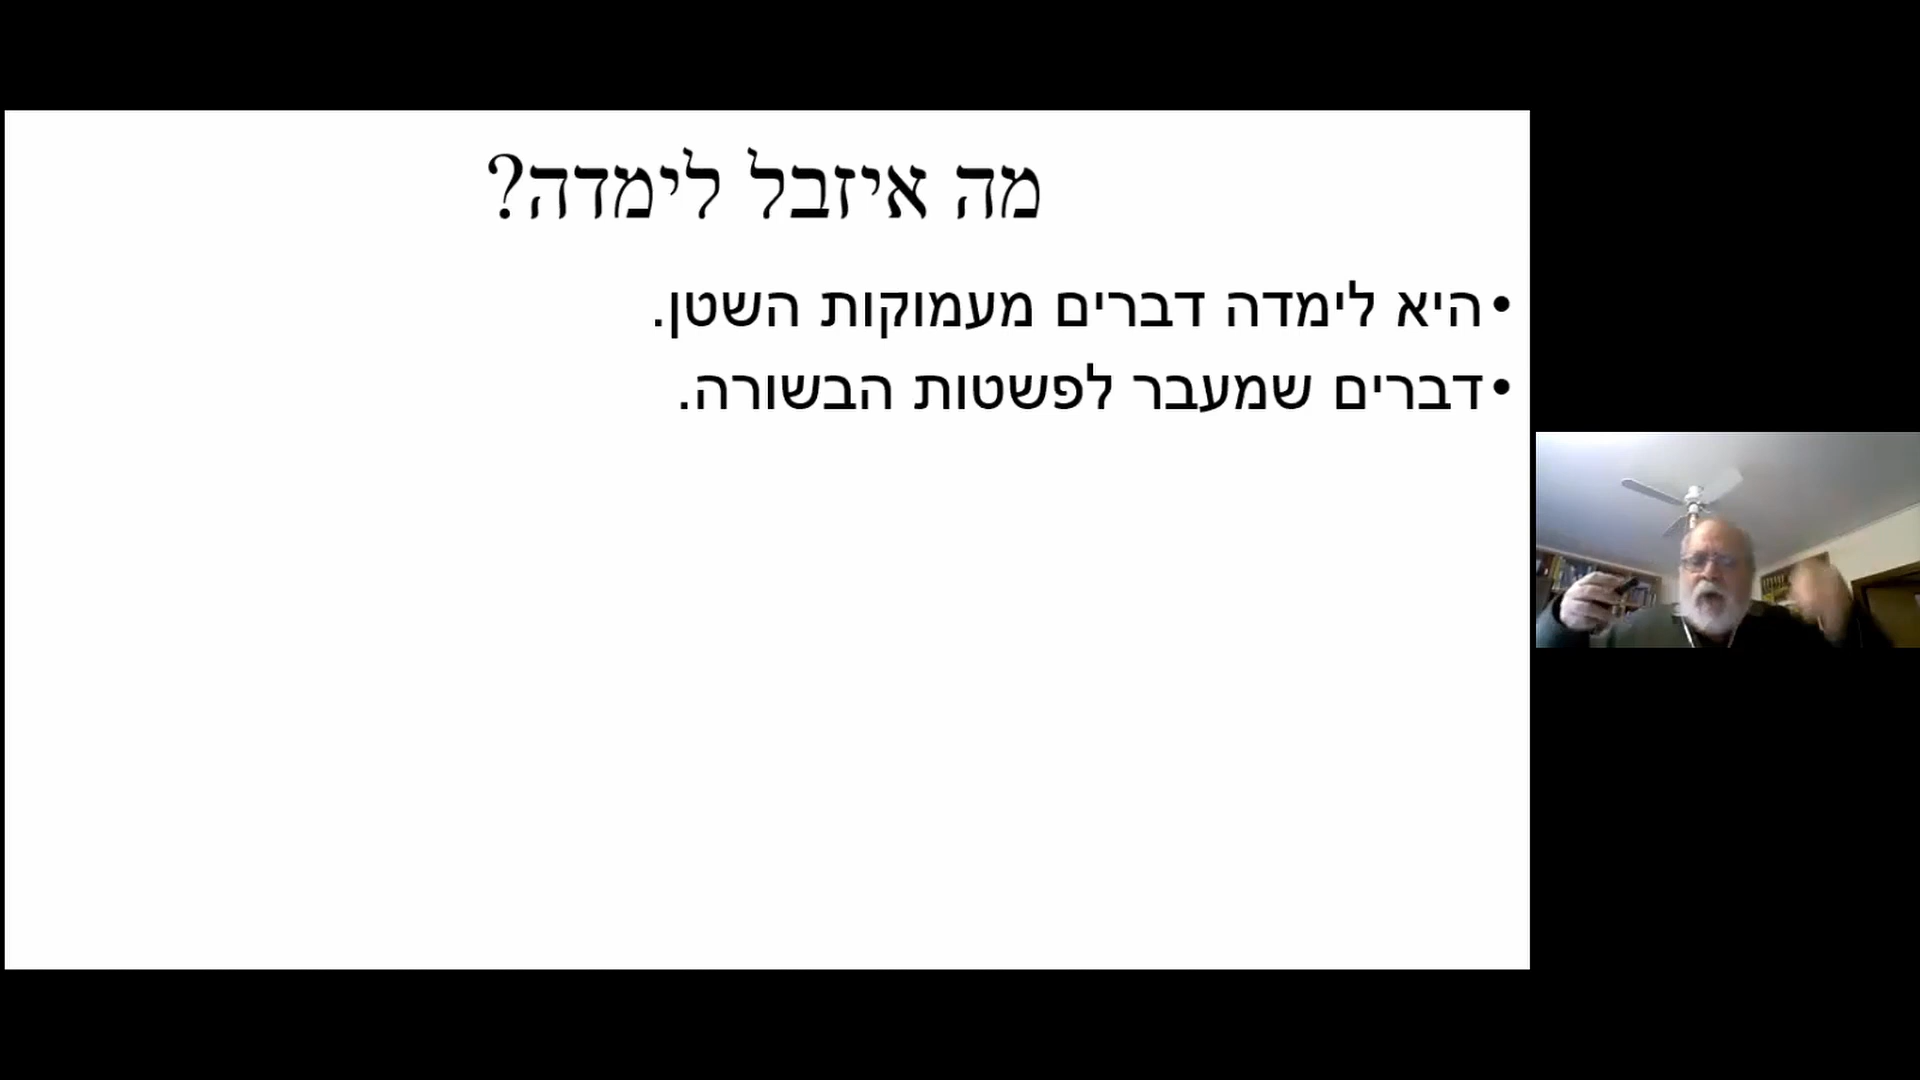 מה איזבל לימדה?
•היא לימדה דברים מעמוקות השטן.
•דברים שמעבר לפשטות הבשורה.